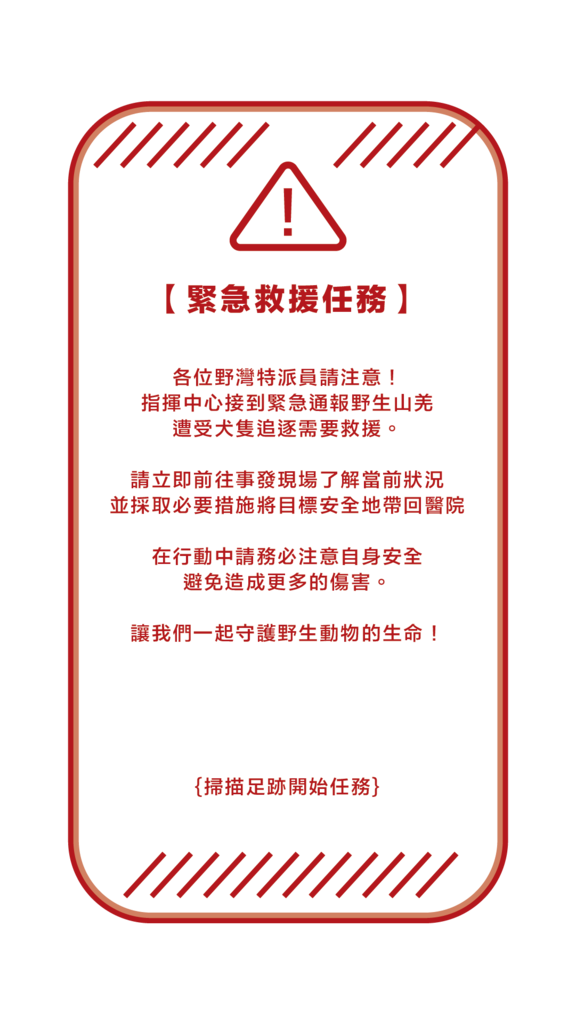 !
【緊急救援任務】
各位野灣特派員請注意！
指揮中心接到緊急通報野生山羌
遭受犬隻追逐需要救援。
請立即前往事發現場了解當前狀況
並採取必要措施將目標安全地帶回醫院
在行動中請務必注意自身安全
避免造成更多的傷害。
讓我們一起守護野生動物的生命！
{掃描足跡開始任務}